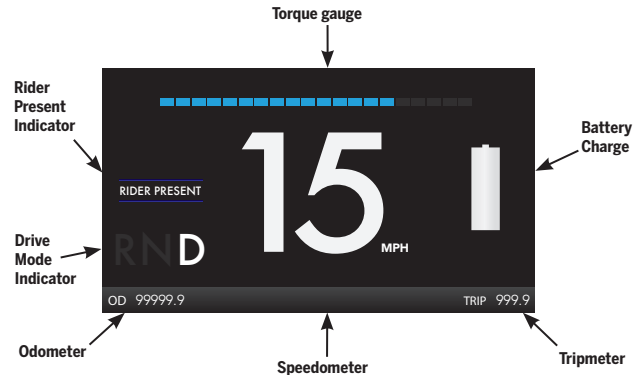 Torque gauge
Rider
Present
Indicator
Battery
Charge
RIDER PRESENT
15
MPH
Drive
Mode
Indicator
RND
OD 99999.9
TRIP 999.9
Odometer
Speedometer
Tripmeter